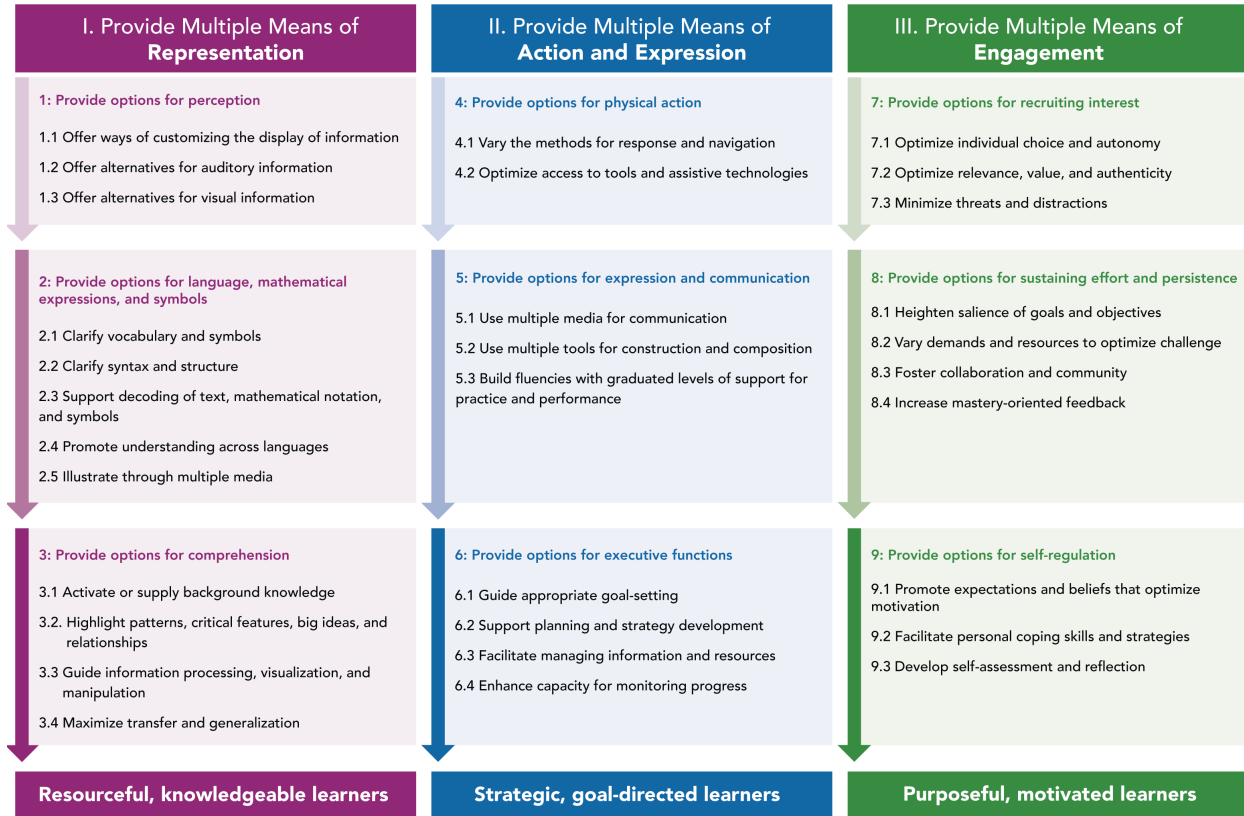 I. Provide Multiple Means of
Representation
1: Provide options for perception
1.1 Offer ways of customizing the display of information
1.2 Offer alternatives for auditory information
1.3 Offer alternatives for visual information
2: Provide options for language, mathematical
expressions, and symbols
2.1 Clarify vocabulary and symbols
2.2 Clarify syntax and structure
2.3 Support decoding of text, mathematical notation,
and symbols
2.4 Promote understanding across languages
2.5 Illustrate through multiple media
3: Provide options for comprehension
3.1 Activate or supply background knowledge
3.2. Highlight patterns, critical features, big ideas, and
relationships
3.3 Guide information processing, visualization, and
manipulation
3.4 Maximize transfer and generalization
Resourceful, knowledgeable learners
II. Provide Multiple Means of
Action and Expression
4: Provide options for physical action
4.1 Vary the methods for response and navigation
4.2 Optimize access to tools and assistive technologies
5: Provide options for expression and communication
5.1 Use multiple media for communication
5.2 Use multiple tools for construction and composition
5.3 Build fluencies with graduated levels of support for
practice and performance
6: Provide options for executive functions
6.1 Guide appropriate goal-setting
6.2 Support planning and strategy development
6.3 Facilitate managing information and resources
6.4 Enhance capacity for monitoring progress
Strategic, goal-directed learners
III. Provide Multiple Means of
Engagement
7: Provide options for recruiting interest
7.1 Optimize individual choice and autonomy
7.2 Optimize relevance, value, and authenticity
7.3 Minimize threats and distractions
8: Provide options for sustaining effort and persistence
8.1 Heighten salience of goals and objectives
8.2 Vary demands and resources to optimize challenge
8.3 Foster collaboration and community
8.4 Increase mastery-oriented feedback
9: Provide options for self-regulation
9.1 Promote expectations and beliefs that optimize
motivation
9.2 Facilitate personal coping skills and strategies
9.3 Develop self-assessment and reflection
Purposeful, motivated learners